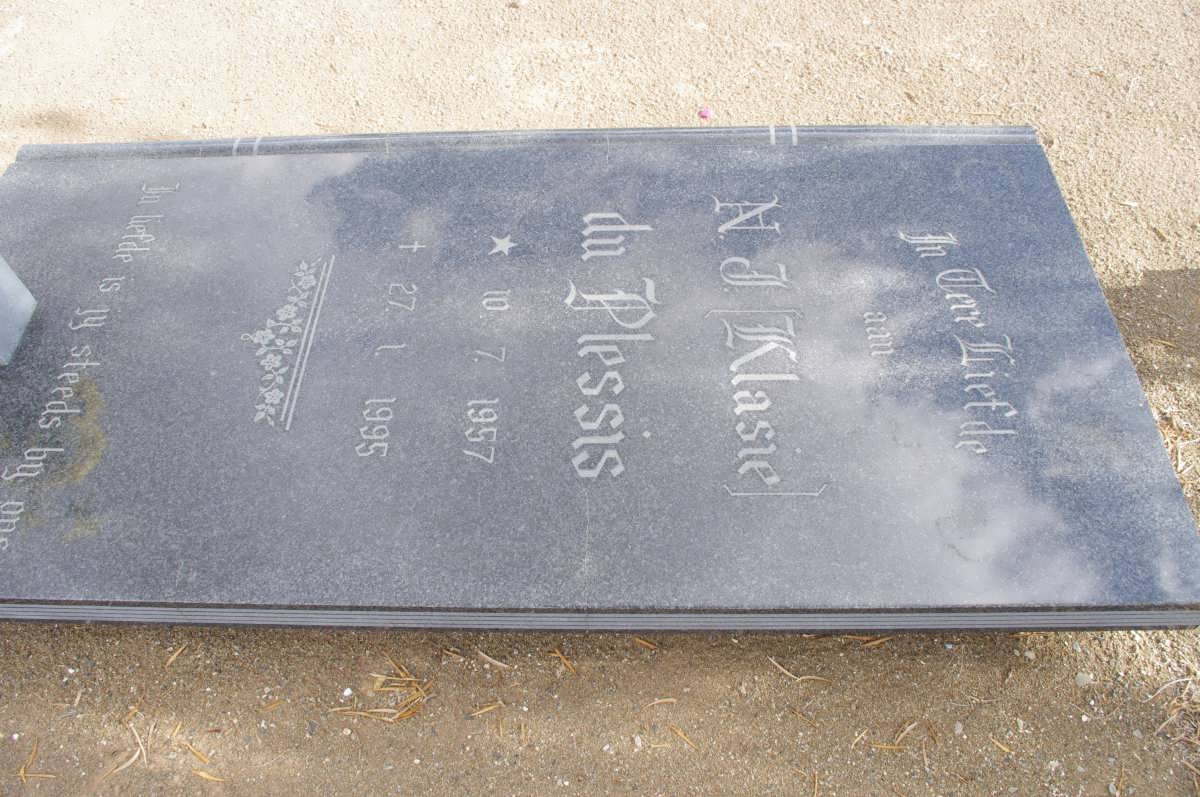 In Tere Liefde
aan
N. J. [Klasie]
du Plessis
★ 10 7 1957
† 27 1 1995
In liefde is jy steeds by ons